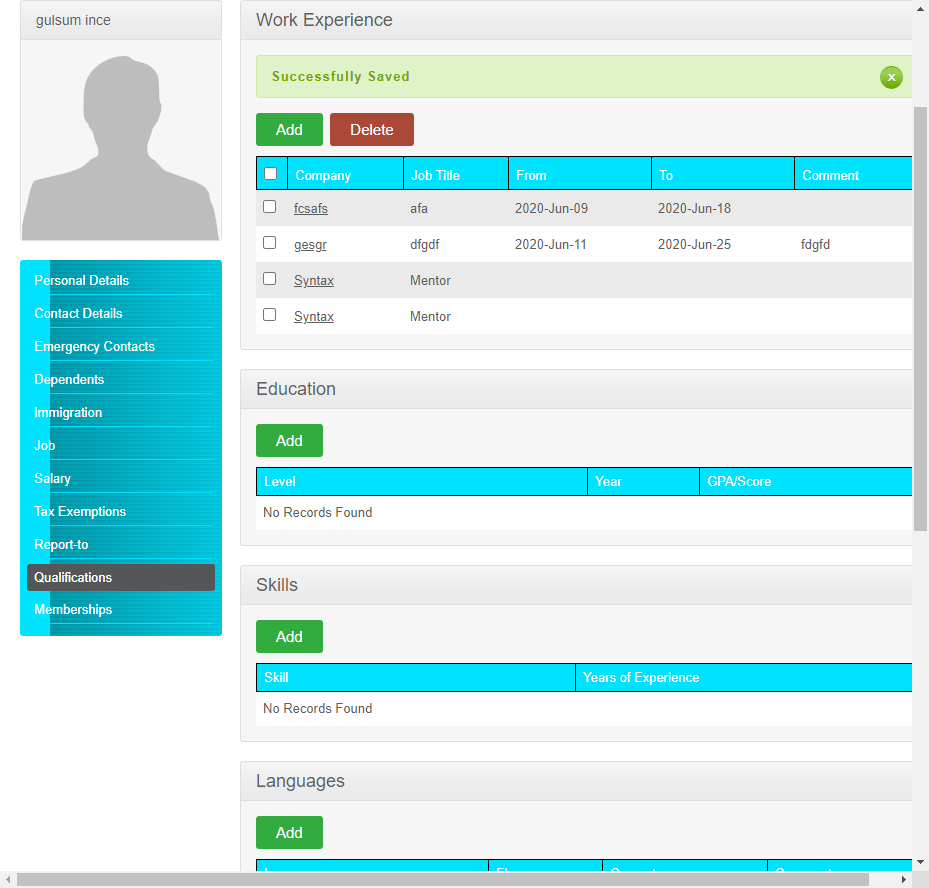 gulsum ince
Personal Details
Contact Details
Emergency Contacts
Dependents
Immigration
Job
Salary
Tax Exemptions
Report-to
Qualifications
Memberships
Work Experience
Successfully Saved
Add Delete
Company Job Title From To Comment
fcsafs afa 2020-Jun-09 2020-Jun-18
gesgr dfgdf 2020-Jun-11 2020-Jun-25 fdgfd
Syntax Mentor
Syntax Mentor
Education
Add
Level Year GPA/Score
No Records Found
Skills
Add
Skill Years of Experience
No Records Found
Languages
Add